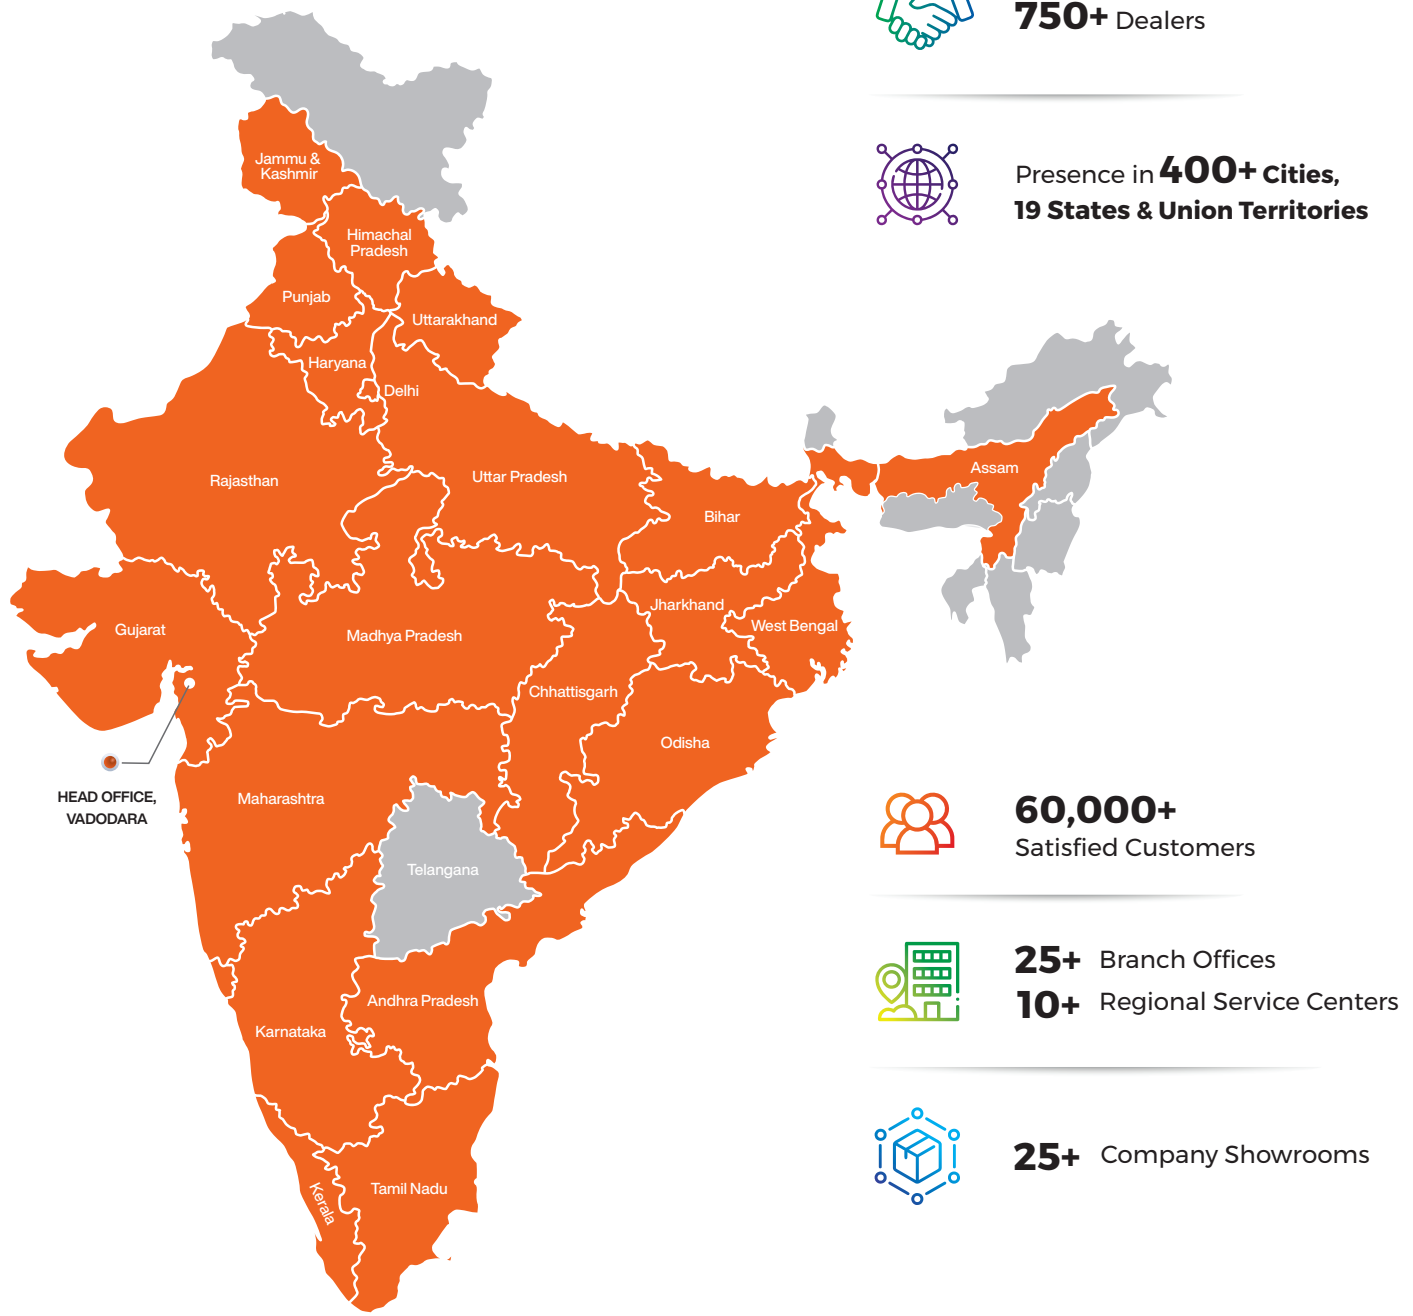 750+ Dealers
Presence in 400+ Cities,
19 States & Union Territories
Jammu &
Kashmir
Himachal
Pradesh
Punjab
Uttarakhand
Haryana
Delhi
Rajasthan
Uttar Pradesh
Bihar
Assam
Gujarat
Madhya Pradesh
Jharkhand
West Bengal
Chhattisgarh
Odisha
HEAD OFFICE,
VADODARA
Maharashtra
Telangana
Andhra Pradesh
Karnataka
Kerala
Tamil Nadu
60,000+
Satisfied Customers
25+ Branch Offices
10+ Regional Service Centers
25+ Company Showrooms